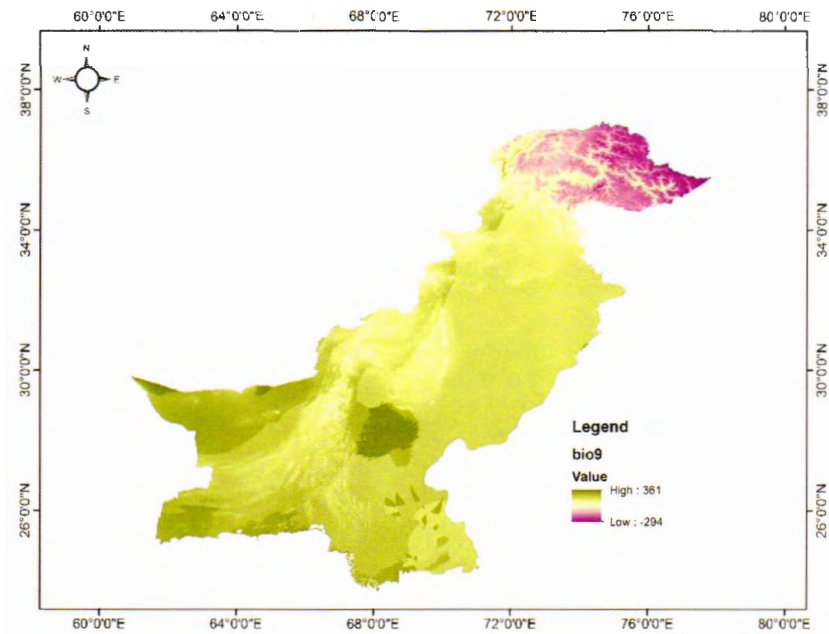 60°0'0"E 64°0'0"E 68°0'0"E 72°0'0"E 76°0'0"E 80°0'0"E
N
W E
S
38°0'0"N 38°0'0"N
34°0'0"N 34°0'0"N
30°0'0"N 30°0'0"N
26°0'0"N 26°0'0"N
Legend
bio9
Value
High : 361
Low : -294
60°0'0"E 64°0'0"E 68°0'0"E 72°0'0"E 76°0'0"E 80°0'0"E